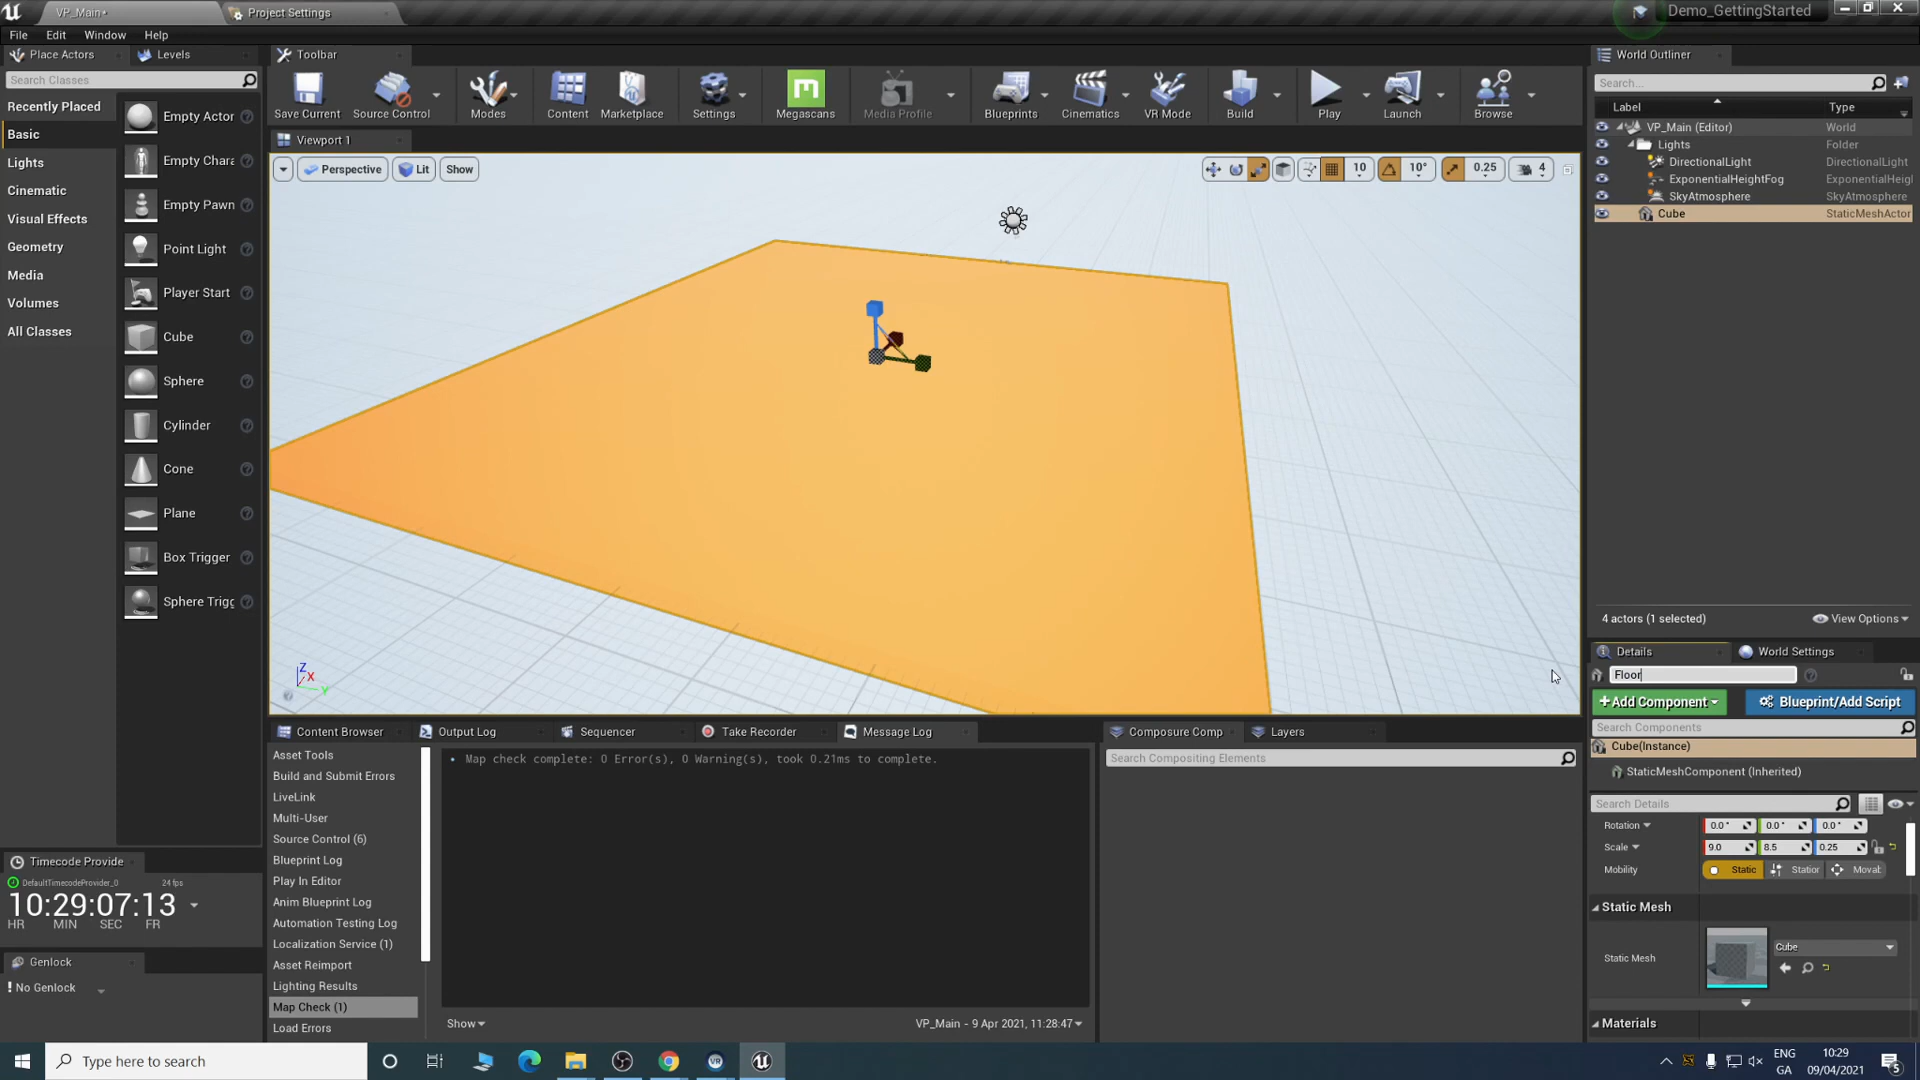 VP_Main•
Project Settings
Demo_GettingStarted
File
Edit
Window
Help
Place Actors
Levels
Search Classes
Recently Placed
Basic
Lights
Cinematic
Visual Effects
Geometry
Media
Volumes
All Classes
Empty Actor
Empty Chara
Empty Pawn
Point Light
Player Start
Cube
Sphere
Cylinder
Cone
Plane
Box Trigger
Sphere Trigg
Toolbar
Save Current
Source Control
Modes
Content
Marketplace
Settings
Megascans
Media Profile
Blueprints
Cinematics
VR Mode
Build
Play
Launch
Browse
Viewport 1
Perspective
Lit
Show
10
10°
0.25
4
Z
X
Y
World Outliner
Search...
Label
Type
VP_Main (Editor)
World
Lights
Folder
DirectionalLight
DirectionalLight
ExponentialHeightFog
ExponentialHeigl
SkyAtmosphere
SkyAtmosphere
Cube
StaticMeshActor
4 actors (1 selected)
View Options
Details
World Settings
Floor
+Add Component
Blueprint/Add Script
Search Components
Cube(Instance)
StaticMeshComponent (Inherited)
Search Details
Rotation
0.0°
0.0°
0.0°
Scale
9.0
8.5
0.25
Mobility
Static
Station
Movab
Static Mesh
Static Mesh
Cube
Materials
Content Browser
Output Log
Sequencer
Take Recorder
Message Log
Asset Tools
Build and Submit Errors
LiveLink
Multi-User
Source Control (6)
Blueprint Log
Play In Editor
Anim Blueprint Log
Automation Testing Log
Localization Service (1)
Asset Reimport
Lighting Results
Map Check (1)
Load Errors
• Map check complete: 0 Error(s), 0 Warning(s), took 0.21ms to complete.
Show
VP_Main - 9 Apr 2021, 11:28:47
Composure Comp
Layers
Search Compositing Elements
Timecode Provide
DefaultTimecodeProvider_0
24 fps
10:29:07:13
HR
MIN
SEC
FR
Genlock
! No Genlock
Type here to search
VR
ENG
GA
10:29
09/04/2021
5